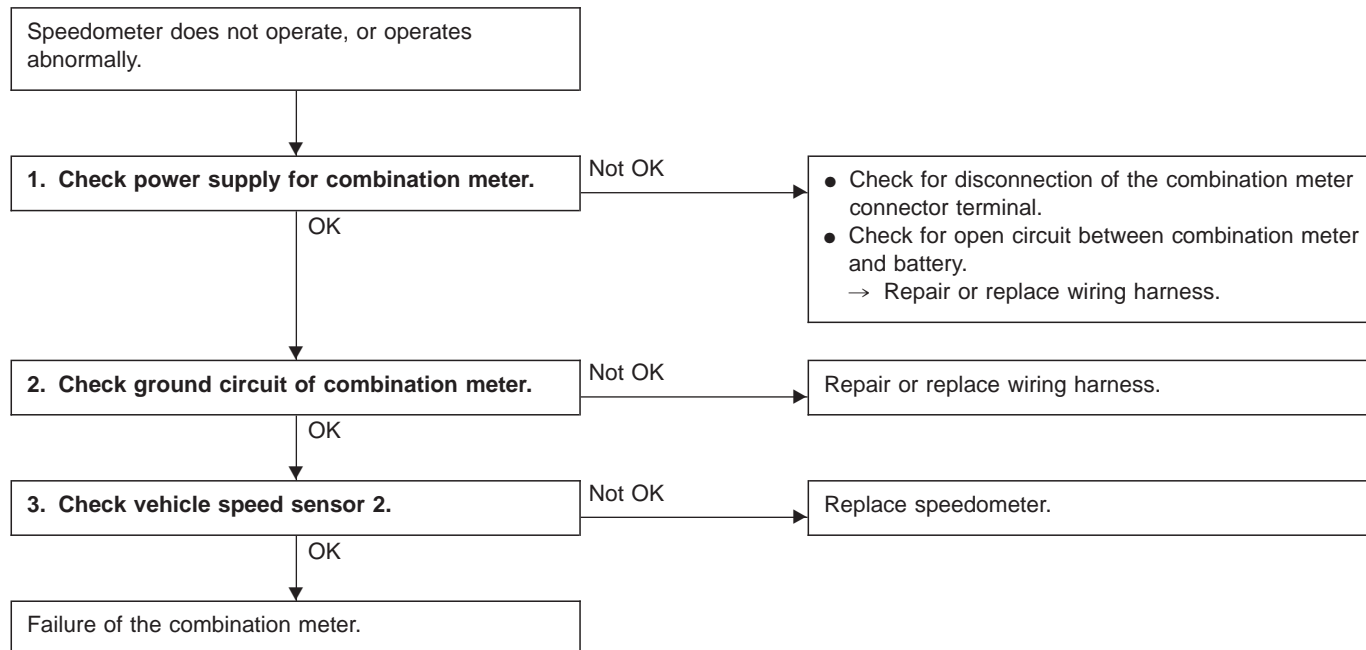 Speedometer does not operate, or operates
abnormally.
1. Check power supply for combination meter.
Not OK
● Check for disconnection of the combination meter
connector terminal.
● Check for open circuit between combination meter
and battery.
→ Repair or replace wiring harness.
OK
2. Check ground circuit of combination meter.
Not OK
Repair or replace wiring harness.
OK
3. Check vehicle speed sensor 2.
Not OK
Replace speedometer.
OK
Failure of the combination meter.